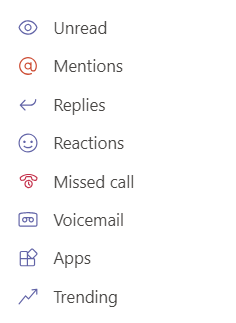 Unread
Mentions
Replies
Reactions
Missed call
Voicemail
Apps
Trending